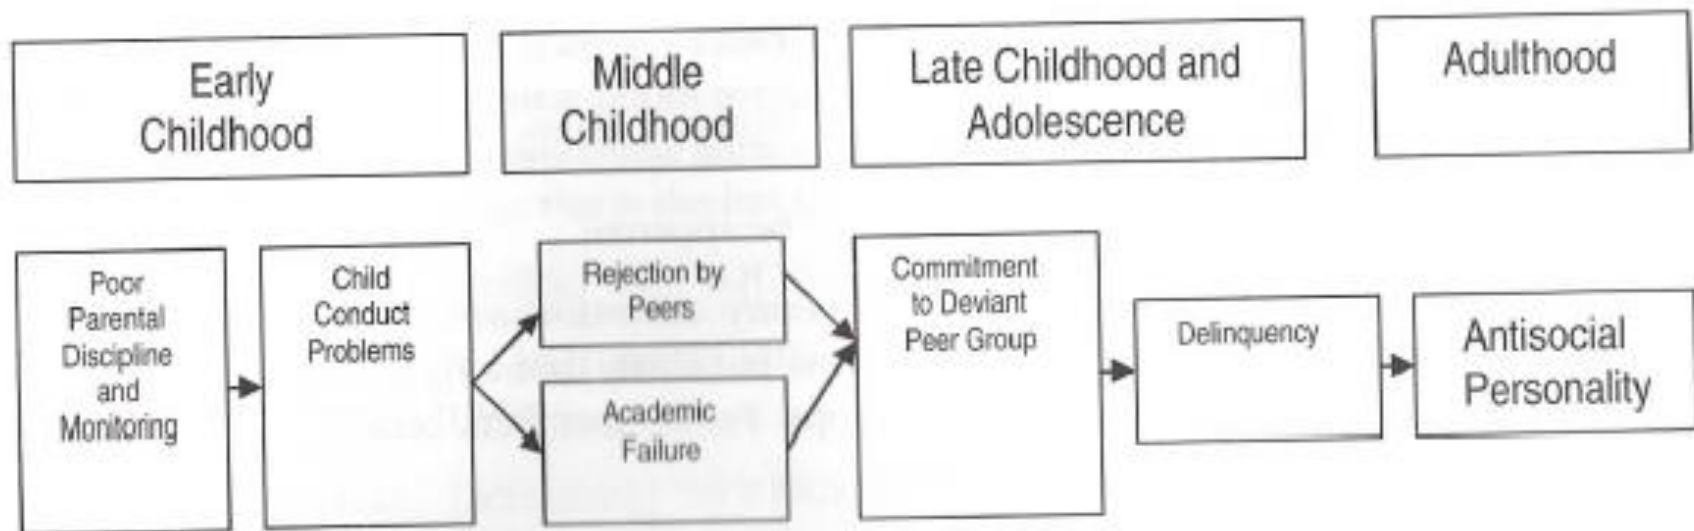 Early
Childhood
Middle
Childhood
Late Childhood and
Adolescence
Adulthood
Poor
Parental
Discipline
and
Monitoring
Child
Conduct
Problems
Rejection by
Peers
Academic
Failure
Commitment
to Deviant
Peer Group
Delinquency
Antisocial
Personality